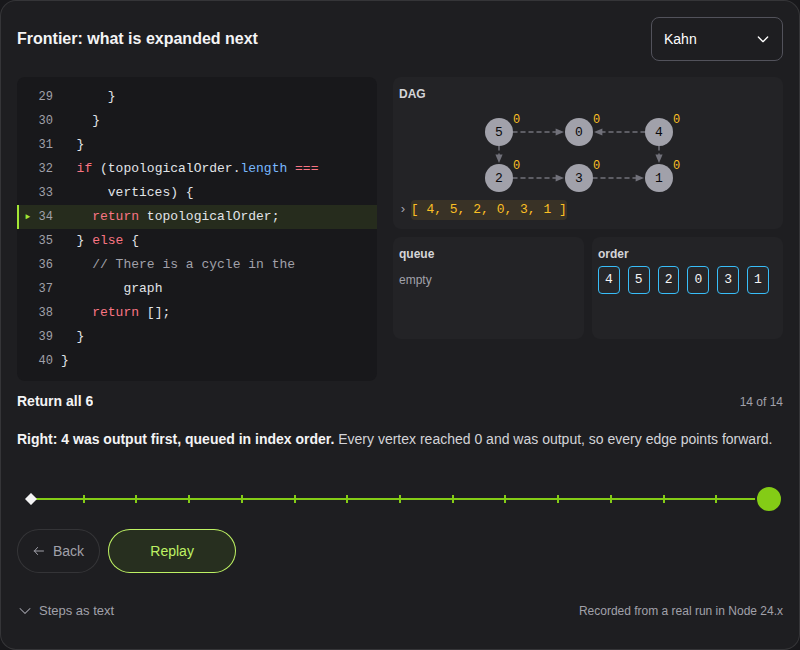 Frontier: what is expanded next
Kahn
29 }
30 }
31 }
32 if (topologicalOrder.length ===
33 vertices) {
34 return topologicalOrder;
35 } else {
36 // There is a cycle in the
37 graph
38 return [];
39 }
40 }
DAG
5 0 0 0 4 0
2 0 3 0 1 0
› [ 4, 5, 2, 0, 3, 1 ]
queue
empty
order
4 5 2 0 3 1
Return all 6
14 of 14
Right: 4 was output first, queued in index order. Every vertex reached 0 and was output, so every edge points forward.
Back
Replay
Steps as text
Recorded from a real run in Node 24.x